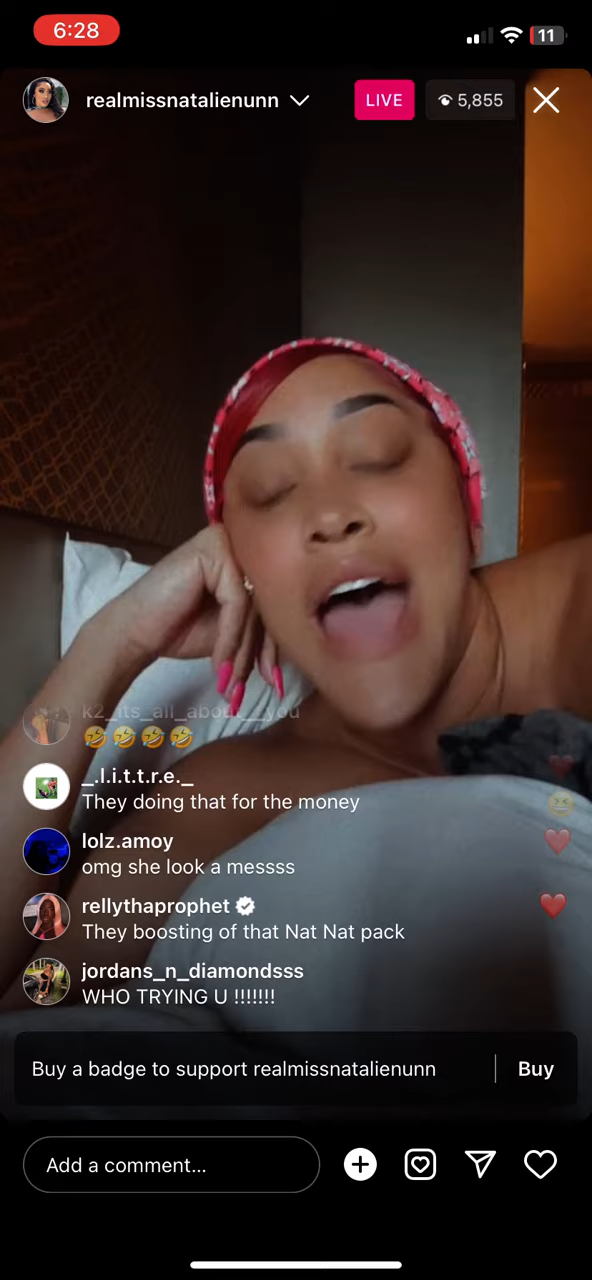 6:28
11
realmissnatalienunn
LIVE
5,855
k2_its_all_about__you
🤣🤣🤣🤣
_.l.i.t.t.r.e._
They doing that for the money
lolz.amoy
omg she look a messss
rellythaprophet
They boosting of that Nat Nat pack
jordans_n_diamondsss
WHO TRYING U !!!!!!!
Buy a badge to support realmissnatalienunn
Buy
Add a comment...